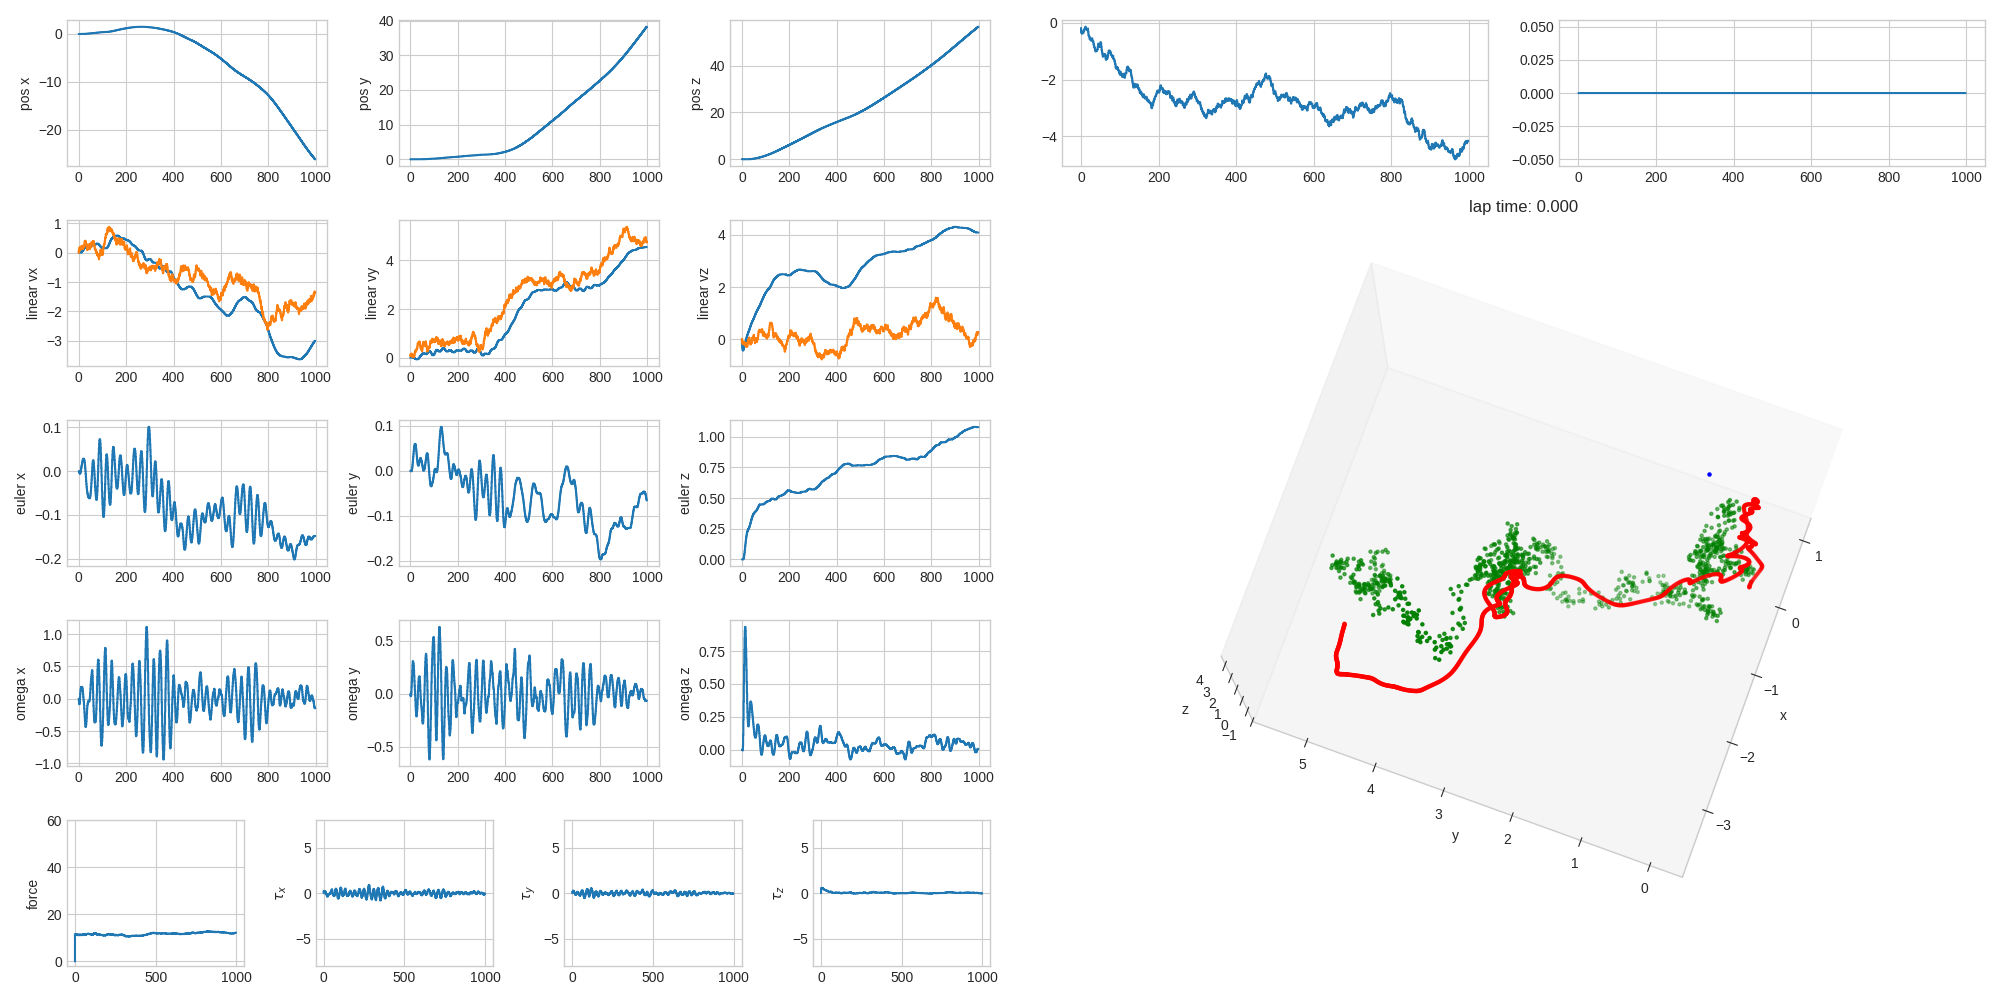 0
−10
−20
pos x
0 200 400 600 800 1000
40
30
20
10
0
pos y
0 200 400 600 800 1000
40
20
0
pos z
0 200 400 600 800 1000
0
−2
−4
0 200 400 600 800 1000
0.050
0.025
0.000
−0.025
−0.050
0 200 400 600 800 1000
lap time: 0.000
1
0
−1
−2
−3
linear vx
0 200 400 600 800 1000
4
2
0
linear vy
0 200 400 600 800 1000
4
2
0
linear vz
0 200 400 600 800 1000
0.1
0.0
−0.1
−0.2
euler x
0 200 400 600 800 1000
0.1
0.0
−0.1
−0.2
euler y
0 200 400 600 800 1000
1.00
0.75
0.50
0.25
0.00
euler z
0 200 400 600 800 1000
1.0
0.5
0.0
−0.5
−1.0
omega x
0 200 400 600 800 1000
0.5
0.0
−0.5
omega y
0 200 400 600 800 1000
0.75
0.50
0.25
0.00
omega z
0 200 400 600 800 1000
60
40
20
0
force
0 500 1000
5
0
−5
τx
0 500 1000
5
0
−5
τy
0 500 1000
5
0
−5
τz
0 500 1000
4
3
2
1
0
−1
z
5
4
3
2
1
0
y
1
0
−1
−2
−3
x